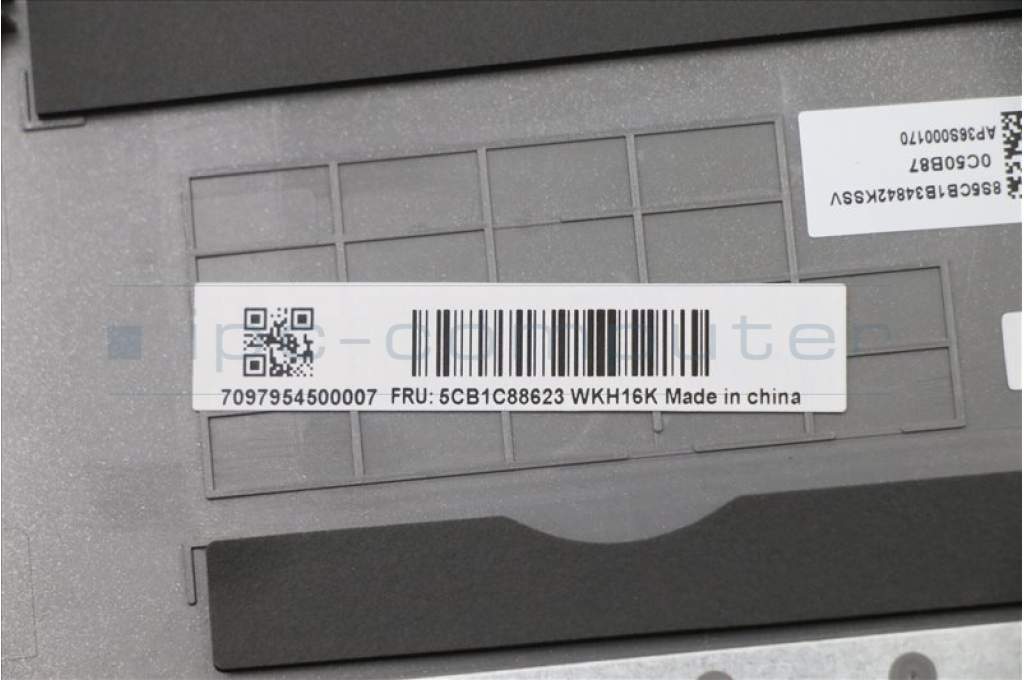 AP36S000170
0C50B87
8S5CB1B34842KSSV
ipc-computer
7097954500007 FRU: 5CB1C88623 WKH16K Made in china